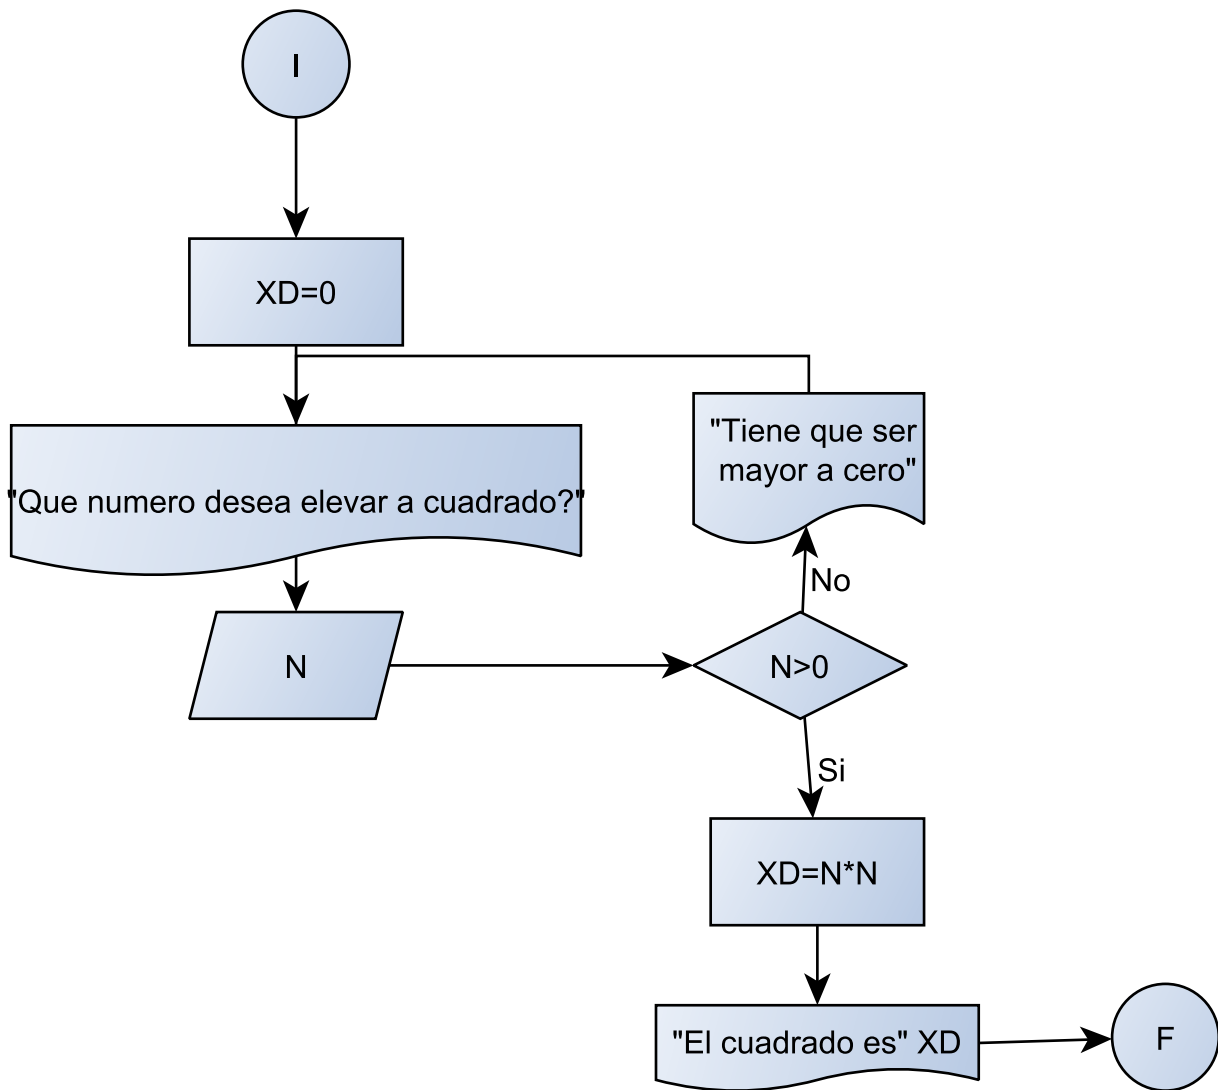 I
XD=0
"Que numero desea elevar a cuadrado?"
"Tiene que ser
mayor a cero"
No
N
N>0
Si
XD=N*N
"El cuadrado es" XD
F